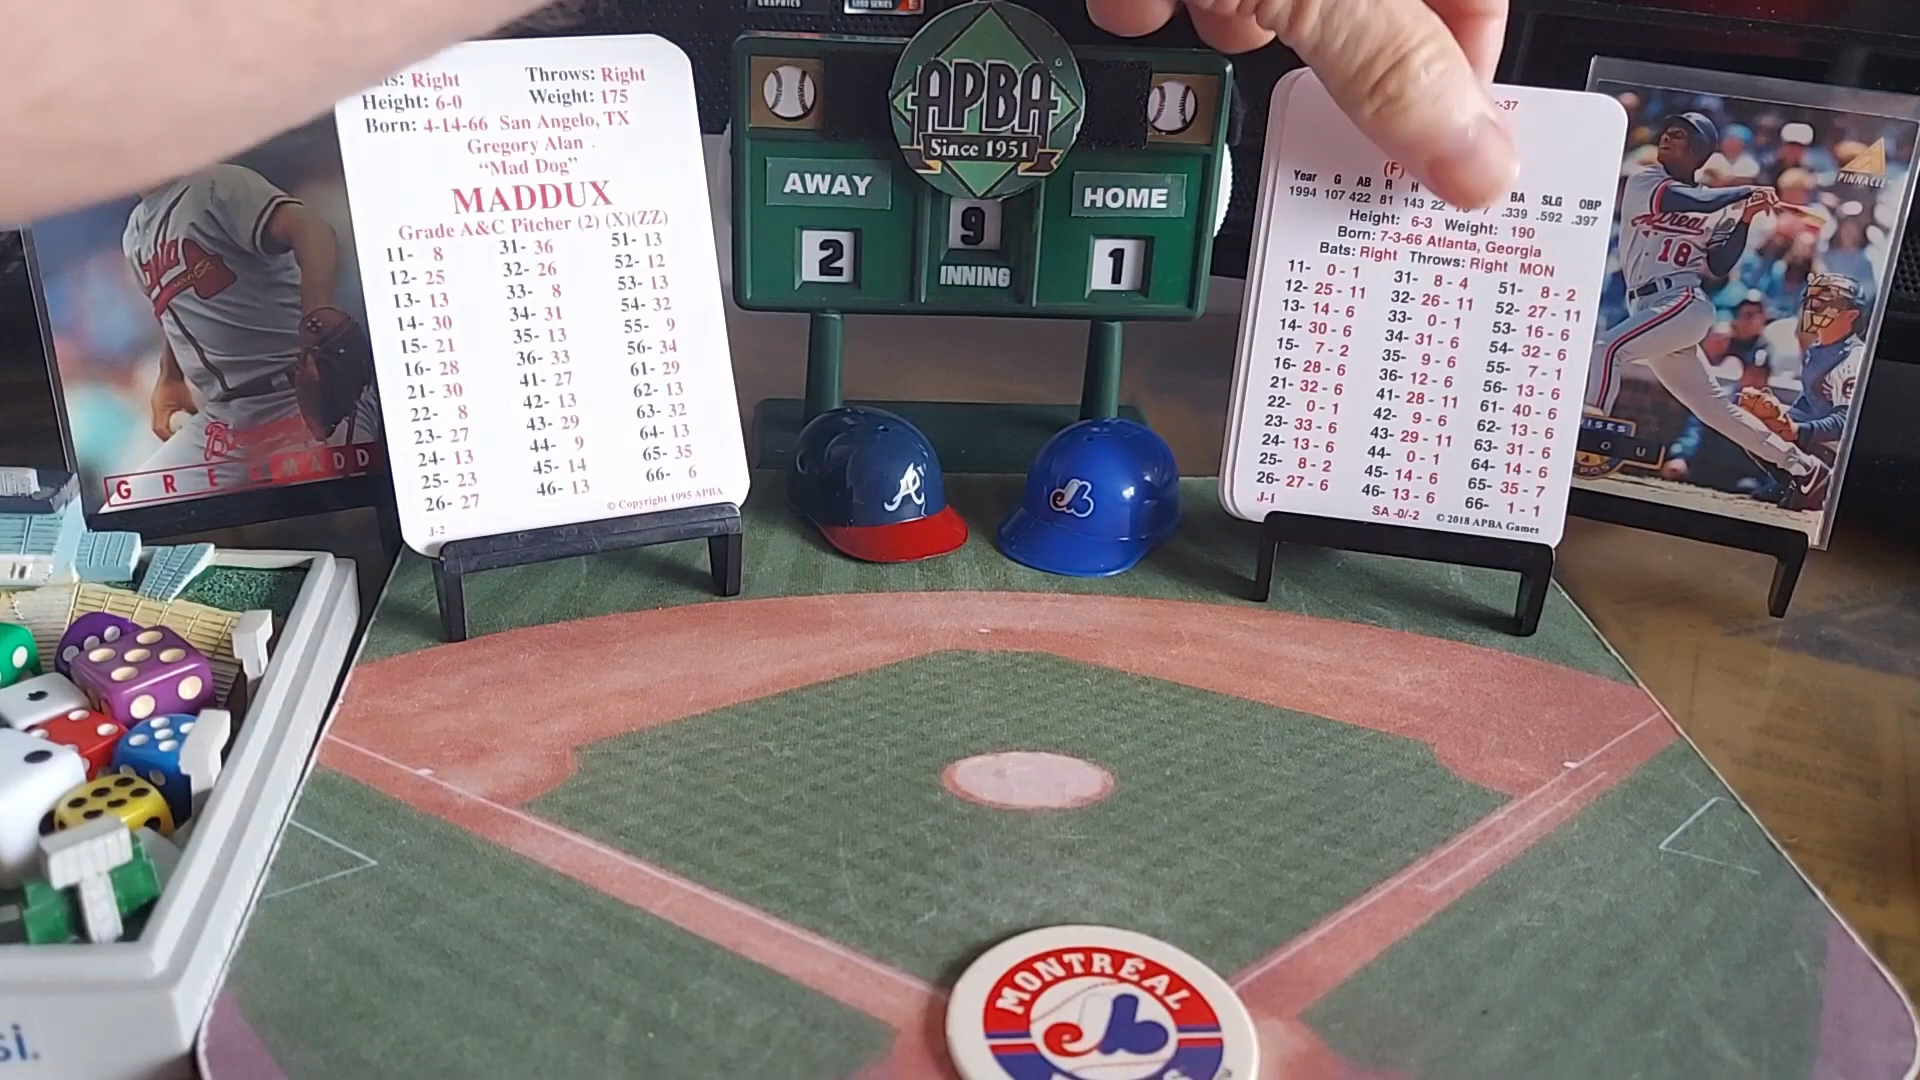 GRAPHICS
5000 SERIES
ts: Right Throws: Right
Height: 6-0 Weight: 175
Born: 4-14-66 San Angelo, TX
Gregory Alan
"Mad Dog"
MADDUX
Grade A&C Pitcher (2) (X)(ZZ)
11- 8 31- 36 51- 13
12- 25 32- 26 52- 12
13- 13 33- 8 53- 13
14- 30 34- 31 54- 32
15- 21 35- 13 55- 9
16- 28 36- 33 56- 34
21- 30 41- 27 61- 29
22- 8 42- 13 62- 13
23- 27 43- 29 63- 32
24- 13 44- 9 64- 13
25- 23 45- 14 65- 35
26- 27 46- 13 66- 6
J-2 © Copyright 1995 APBA
GRE MADD
APBA
Since 1951
AWAY
HOME
2
9
1
INNING
-37
(F)
Year G AB R H BA SLG OBP
1994 107 422 81 143 22 .339 .592 .397
Height: 6-3 Weight: 190
Born: 7-3-66 Atlanta, Georgia
Bats: Right Throws: Right MON
11- 0 - 1 31- 8 - 4 51- 8 - 2
12- 25 - 11 32- 26 - 11 52- 27 - 11
13- 14 - 6 33- 0 - 1 53- 16 - 6
14- 30 - 6 34- 31 - 6 54- 32 - 6
15- 7 - 2 35- 9 - 6 55- 7 - 1
16- 28 - 6 36- 12 - 6 56- 13 - 6
21- 32 - 6 41- 28 - 11 61- 40 - 6
22- 0 - 1 42- 9 - 6 62- 13 - 6
23- 33 - 6 43- 29 - 11 63- 31 - 6
24- 13 - 6 44- 0 - 1 64- 14 - 6
25- 8 - 2 45- 14 - 6 65- 35 - 7
26- 27 - 6 46- 13 - 6 66- 1 - 1
J-1 SA -0/-2 © 2018 APBA Games
PINNACLE
18
OU
MONTRÉAL
si.